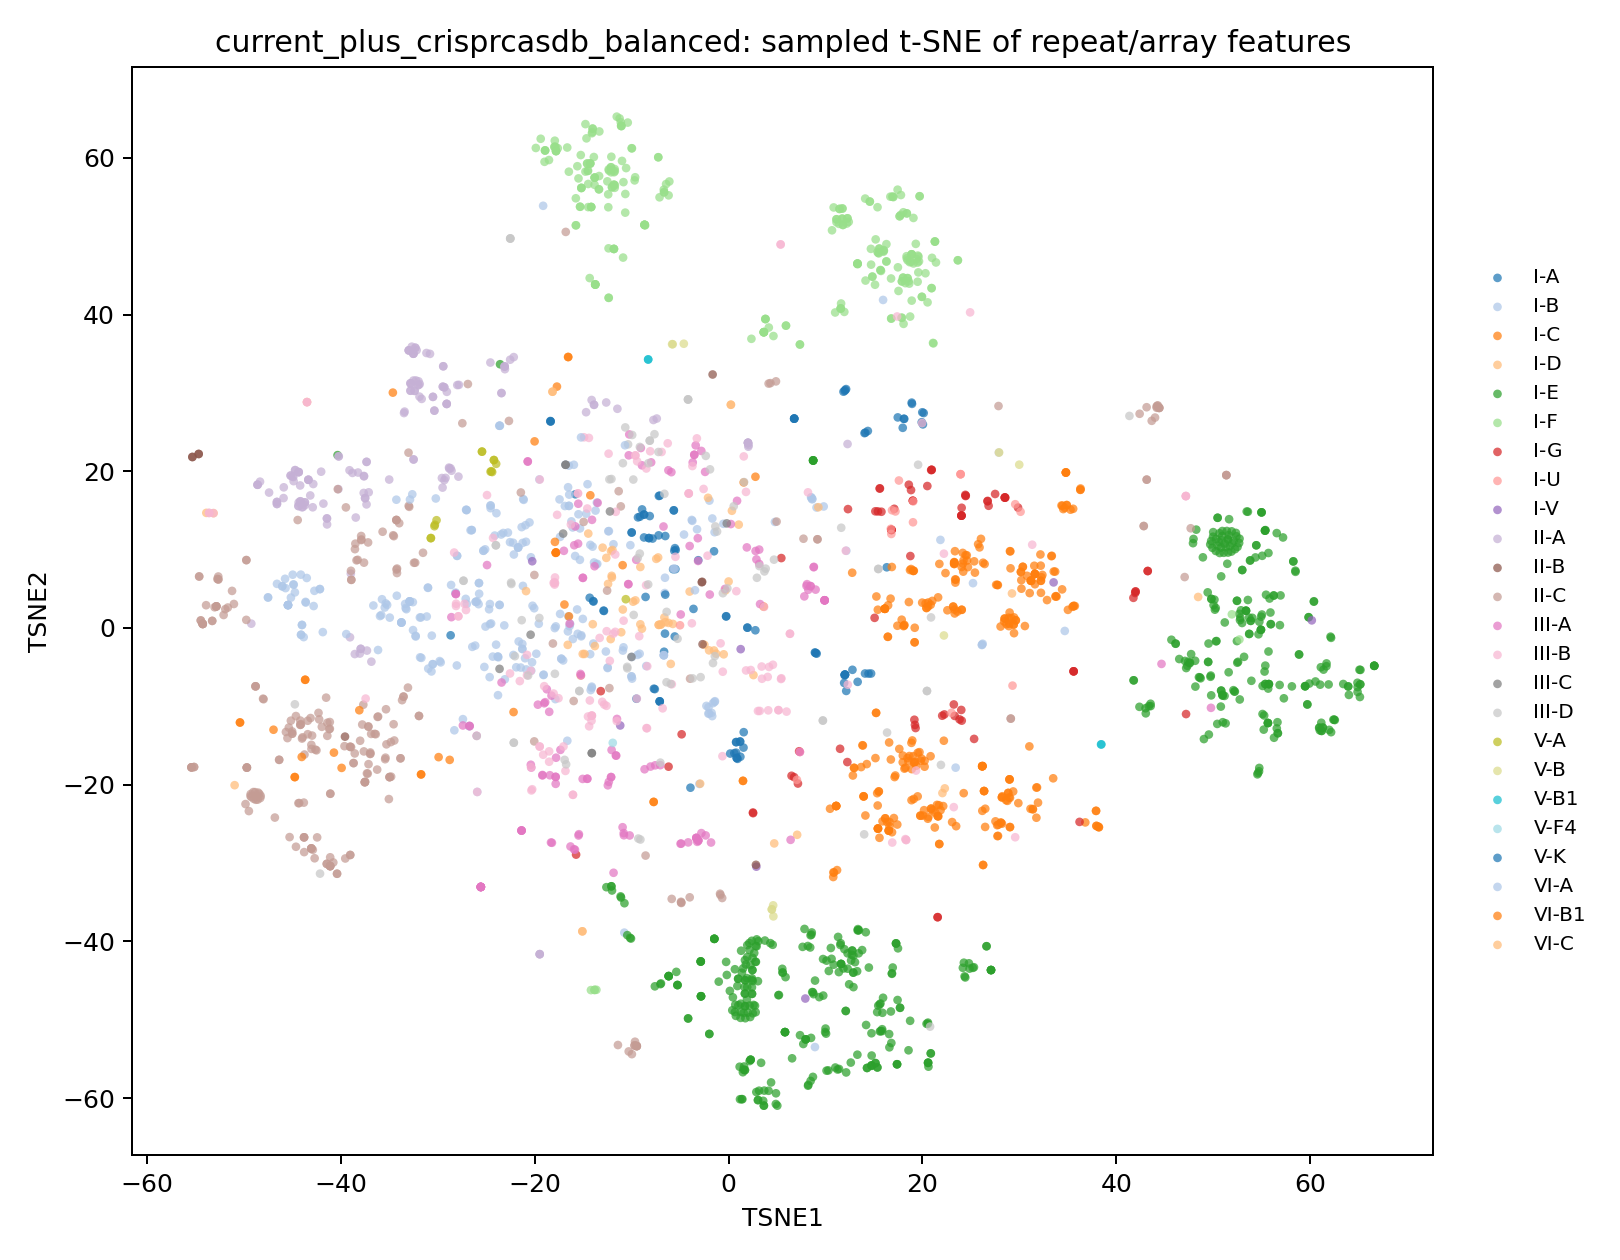 current_plus_crisprcasdb_balanced: sampled t-SNE of repeat/array features
60
40
20
0
−20
−40
−60
TSNE2
−60
−40
−20
0
20
40
60
TSNE1
I-A
I-B
I-C
I-D
I-E
I-F
I-G
I-U
I-V
II-A
II-B
II-C
III-A
III-B
III-C
III-D
V-A
V-B
V-B1
V-F4
V-K
VI-A
VI-B1
VI-C